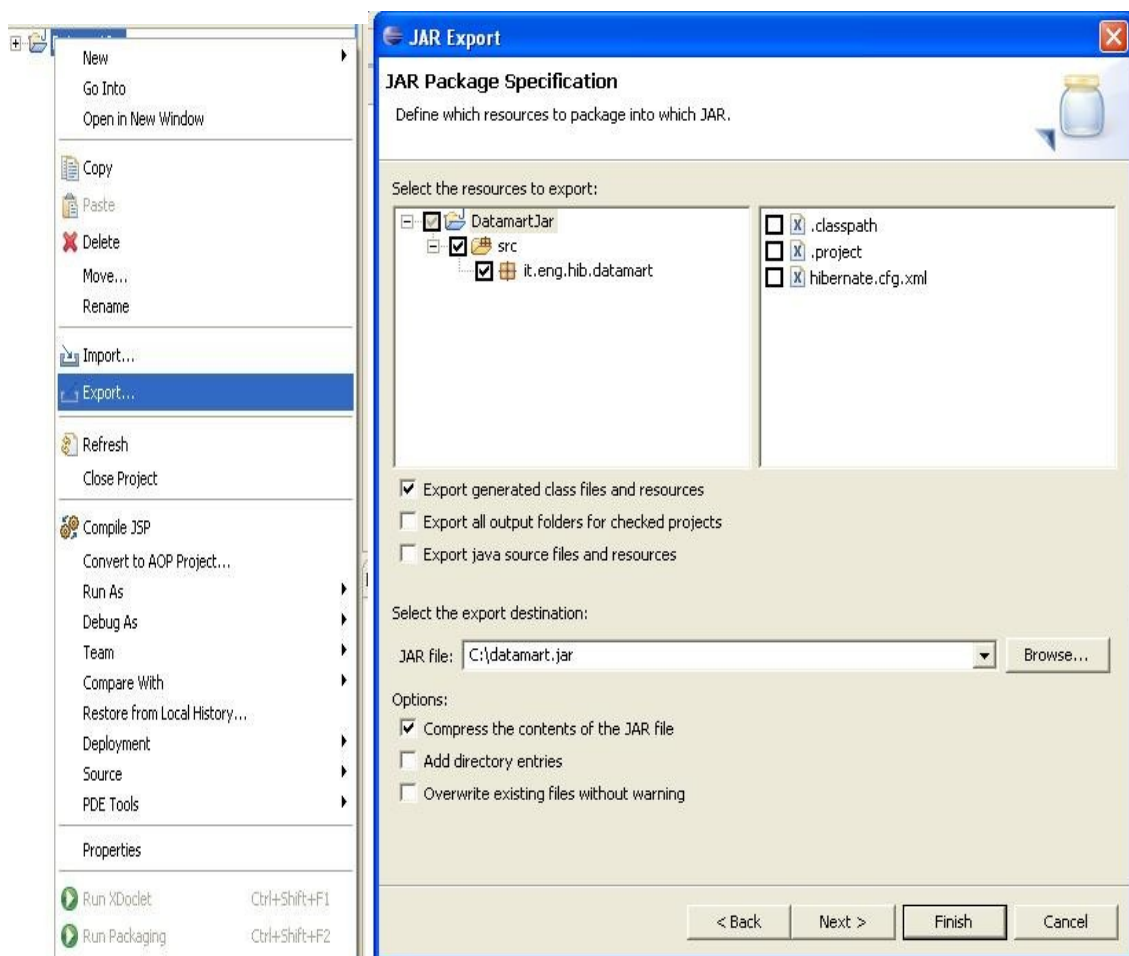 New
Go Into
Open in New Window
Copy
Paste
Delete
Move...
Rename
Import...
Export...
Refresh
Close Project
Compile JSP
Convert to AOP Project...
Run As
Debug As
Team
Compare With
Restore from Local History...
Deployment
Source
PDE Tools
Properties
Run XDoclet Ctrl+Shift+F1
Run Packaging Ctrl+Shift+F2
JAR Export
JAR Package Specification
Define which resources to package into which JAR.
Select the resources to export:
DatamartJar
src
it.eng.hib.datamart
.classpath
.project
hibernate.cfg.xml
Export generated class files and resources
Export all output folders for checked projects
Export java source files and resources
Select the export destination:
JAR file: C:\datamart.jar Browse...
Options:
Compress the contents of the JAR file
Add directory entries
Overwrite existing files without warning
< Back Next > Finish Cancel